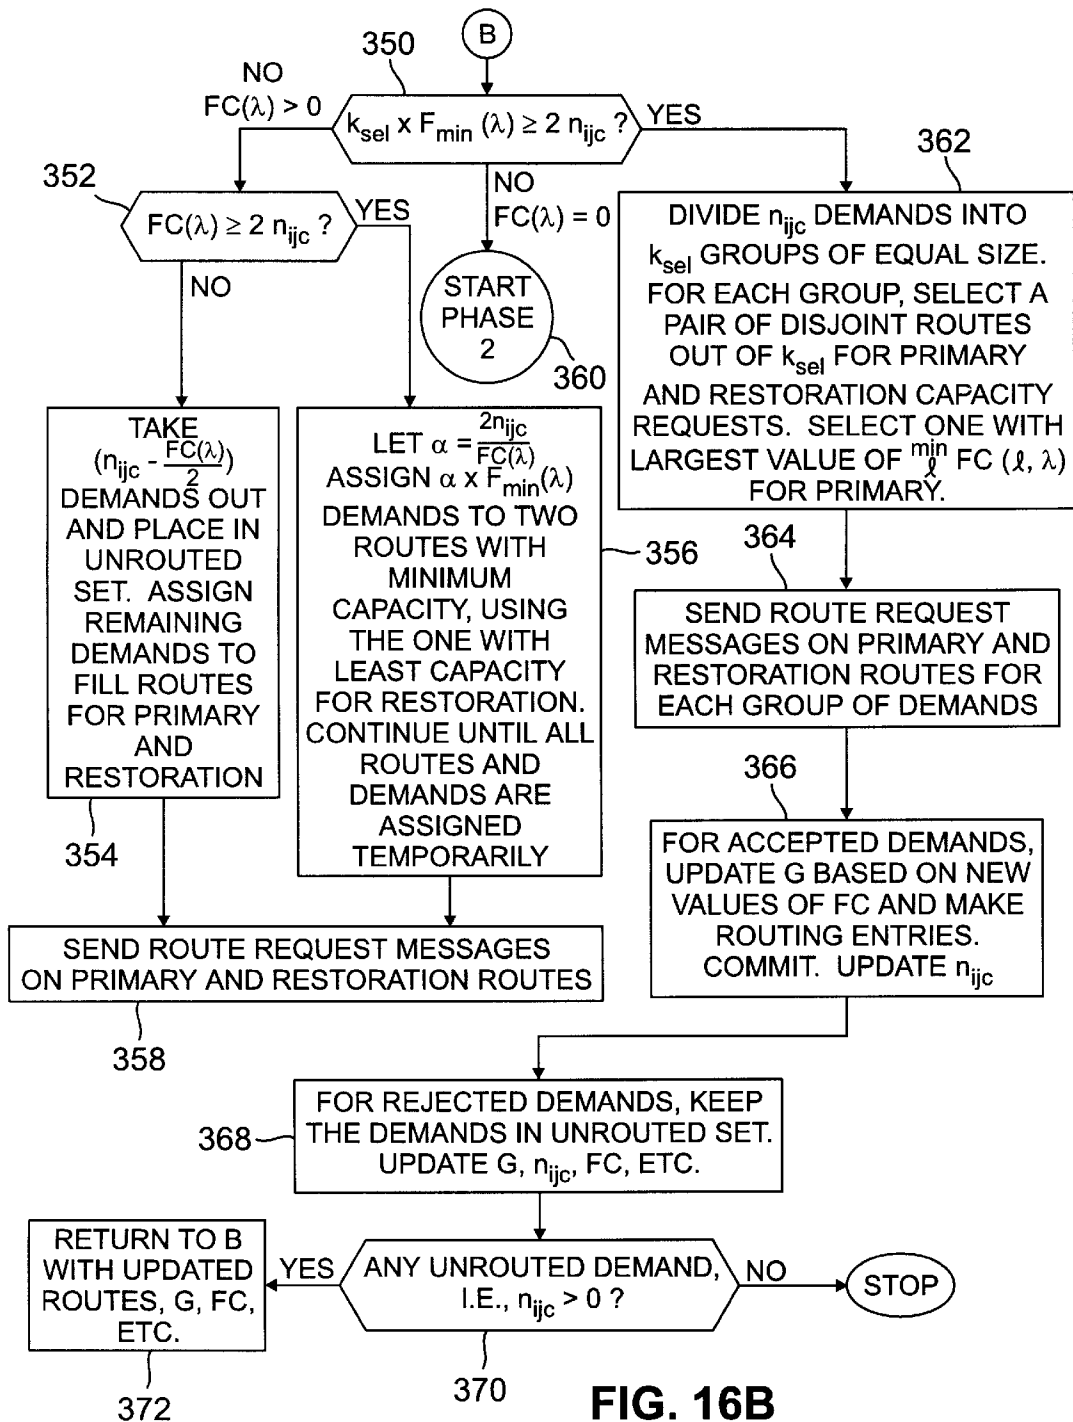 B
350
NO
FC(λ) > 0
k_sel x F_min (λ) ≥ 2 n_ijc ?
YES
362
352
FC(λ) ≥ 2 n_ijc ?
YES
NO
NO
FC(λ) = 0
START
PHASE
2
360
DIVIDE n_ijc DEMANDS INTO
k_sel GROUPS OF EQUAL SIZE.
FOR EACH GROUP, SELECT A
PAIR OF DISJOINT ROUTES
OUT OF k_sel FOR PRIMARY
AND RESTORATION CAPACITY
REQUESTS. SELECT ONE WITH
LARGEST VALUE OF min_ℓ FC (ℓ, λ)
FOR PRIMARY.
TAKE
(n_ijc - FC(λ)/2)
DEMANDS OUT
AND PLACE IN
UNROUTED
SET. ASSIGN
REMAINING
DEMANDS TO
FILL ROUTES
FOR PRIMARY
AND
RESTORATION
354
LET α = 2n_ijc/FC(λ)
ASSIGN α x F_min(λ)
DEMANDS TO TWO
ROUTES WITH
MINIMUM
CAPACITY, USING
THE ONE WITH
LEAST CAPACITY
FOR RESTORATION.
CONTINUE UNTIL ALL
ROUTES AND
DEMANDS ARE
ASSIGNED
TEMPORARILY
356
364
SEND ROUTE REQUEST
MESSAGES ON PRIMARY AND
RESTORATION ROUTES FOR
EACH GROUP OF DEMANDS
366
FOR ACCEPTED DEMANDS,
UPDATE G BASED ON NEW
VALUES OF FC AND MAKE
ROUTING ENTRIES.
COMMIT. UPDATE n_ijc
SEND ROUTE REQUEST MESSAGES
ON PRIMARY AND RESTORATION ROUTES
358
368
FOR REJECTED DEMANDS, KEEP
THE DEMANDS IN UNROUTED SET.
UPDATE G, n_ijc, FC, ETC.
ANY UNROUTED DEMAND,
I.E., n_ijc > 0 ?
370
YES
NO
STOP
RETURN TO B
WITH UPDATED
ROUTES, G, FC,
ETC.
372
FIG. 16B